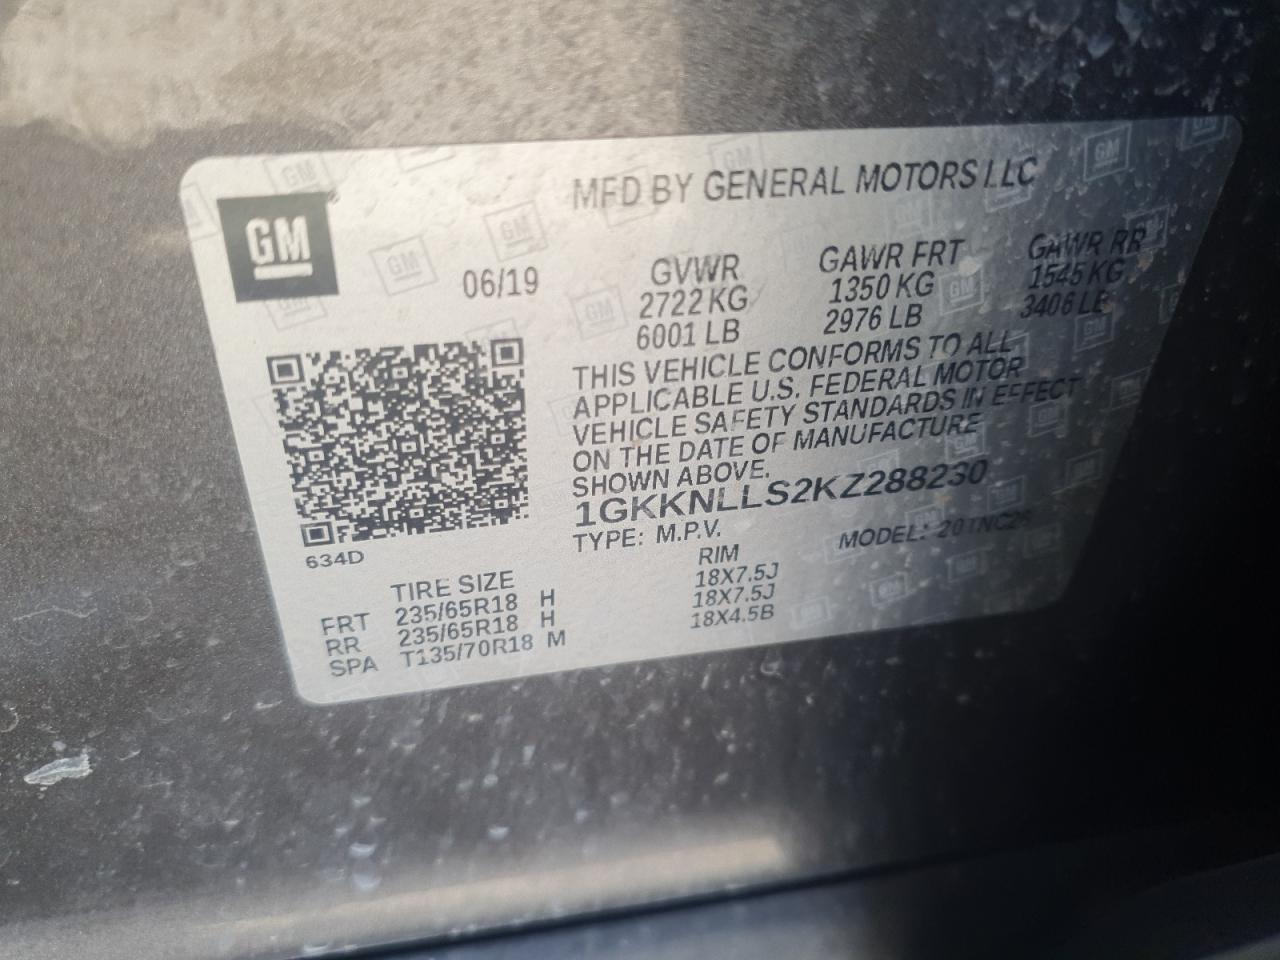 GM
MFD BY GENERAL MOTORS LLC
06/19
GVWR GAWR FRT GAWR RR
2722 KG 1350 KG 1545 KG
6001 LB 2976 LB 3406 LB
THIS VEHICLE CONFORMS TO ALL
APPLICABLE U.S. FEDERAL MOTOR
VEHICLE SAFETY STANDARDS IN EFFECT
ON THE DATE OF MANUFACTURE
SHOWN ABOVE.
1GKKNLLS2KZ288230
TYPE: M.P.V. MODEL:
634D
TIRE SIZE RIM
FRT 235/65R18 H 18X7.5J
RR 235/65R18 H 18X7.5J
SPA T135/70R18 M 18X4.5B